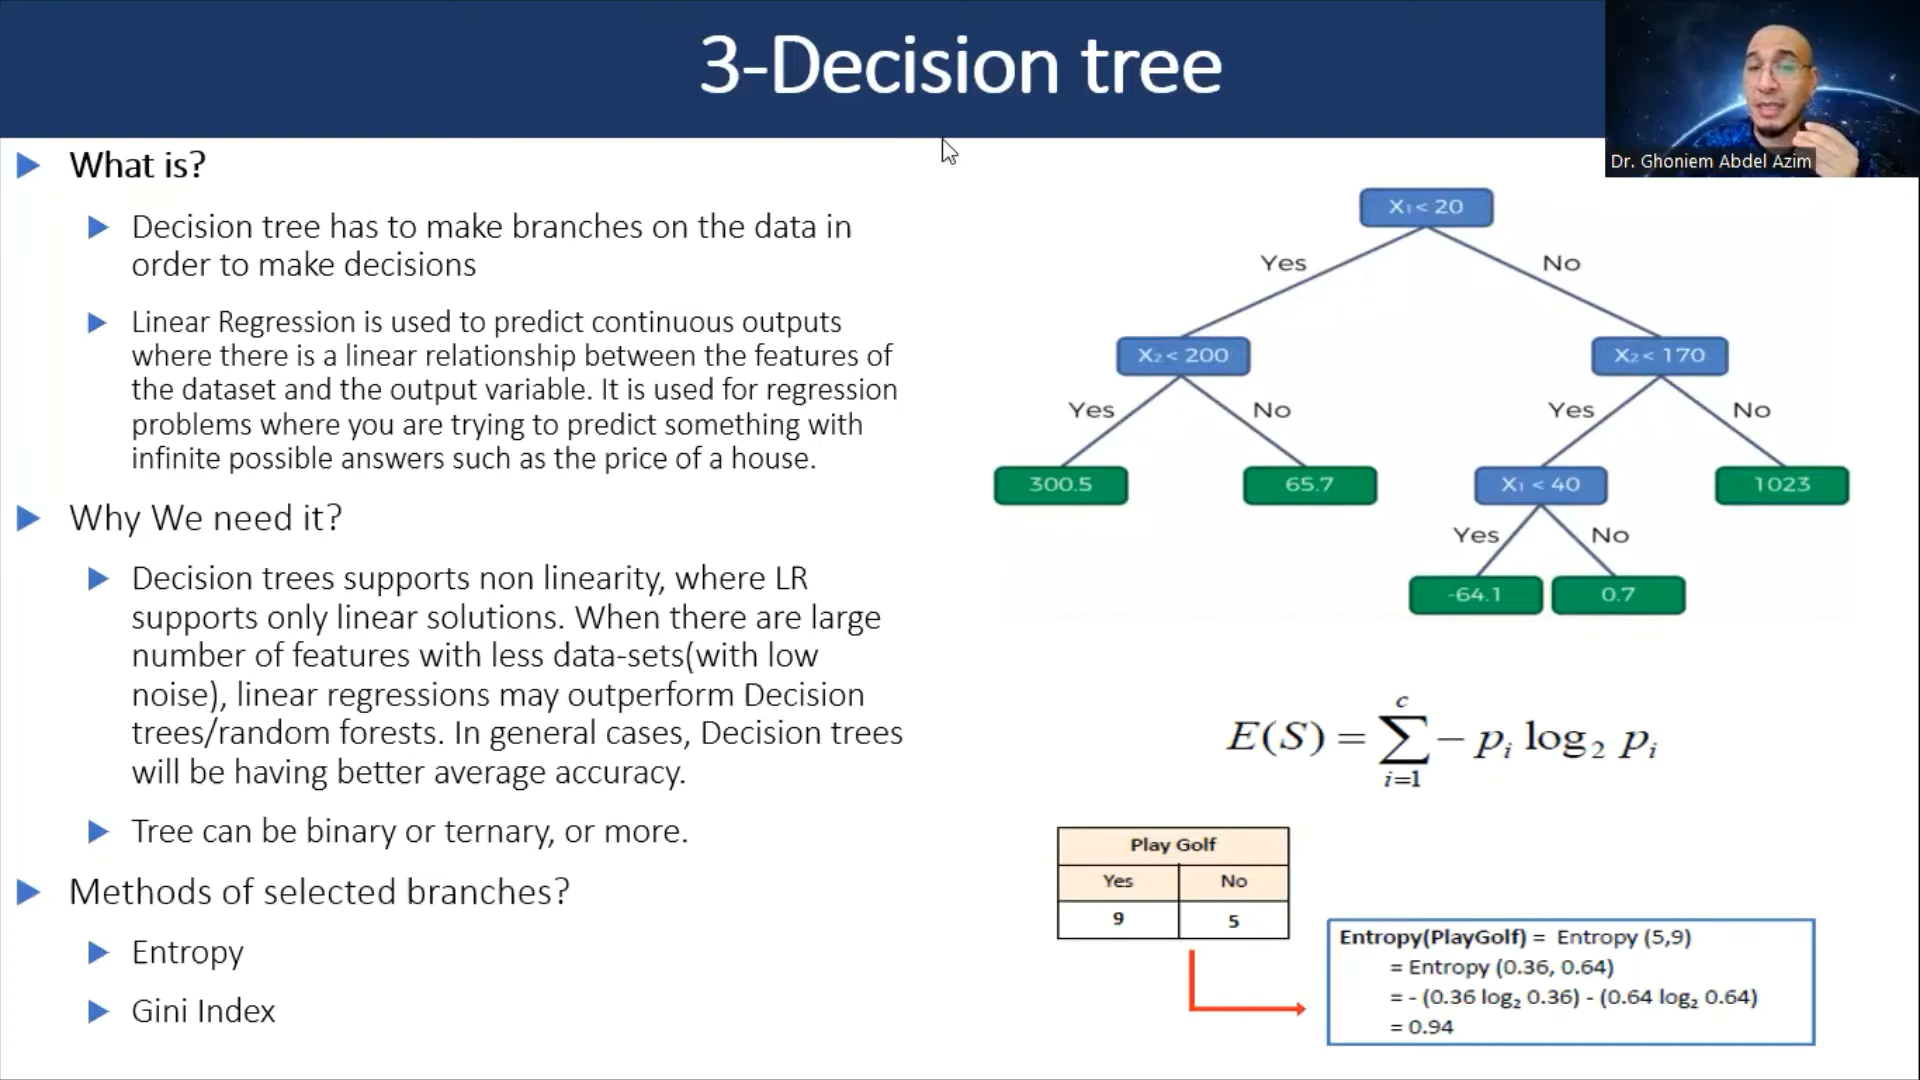 3-Decision tree
Dr. Ghoniem Abdel Azim
What is?
Decision tree has to make branches on the data in
order to make decisions
Linear Regression is used to predict continuous outputs
where there is a linear relationship between the features of
the dataset and the output variable. It is used for regression
problems where you are trying to predict something with
infinite possible answers such as the price of a house.
Why We need it?
Decision trees supports non linearity, where LR
supports only linear solutions. When there are large
number of features with less data-sets(with low
noise), linear regressions may outperform Decision
trees/random forests. In general cases, Decision trees
will be having better average accuracy.
Tree can be binary or ternary, or more.
Methods of selected branches?
Entropy
Gini Index
X₁ < 20
Yes No
X₂ < 200 X₂ < 170
Yes No Yes No
300.5 65.7 X₁ < 40 1023
Yes No
-64.1 0.7
E(S) = ∑_{i=1}^{c} − p_i log₂ p_i
Play Golf
Yes No
9 5
Entropy(PlayGolf) = Entropy (5,9)
= Entropy (0.36, 0.64)
= - (0.36 log₂ 0.36) - (0.64 log₂ 0.64)
= 0.94